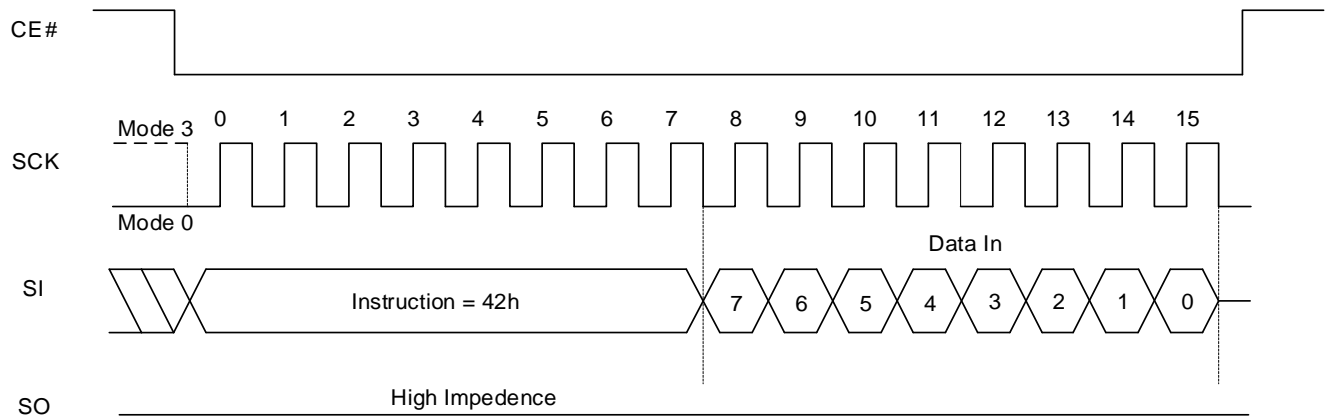 CE#
0 1 2 3 4 5 6 7 8 9 10 11 12 13 14 15
Mode 3
SCK
Mode 0
Data In
SI
Instruction = 42h
7 6 5 4 3 2 1 0
High Impedence
SO